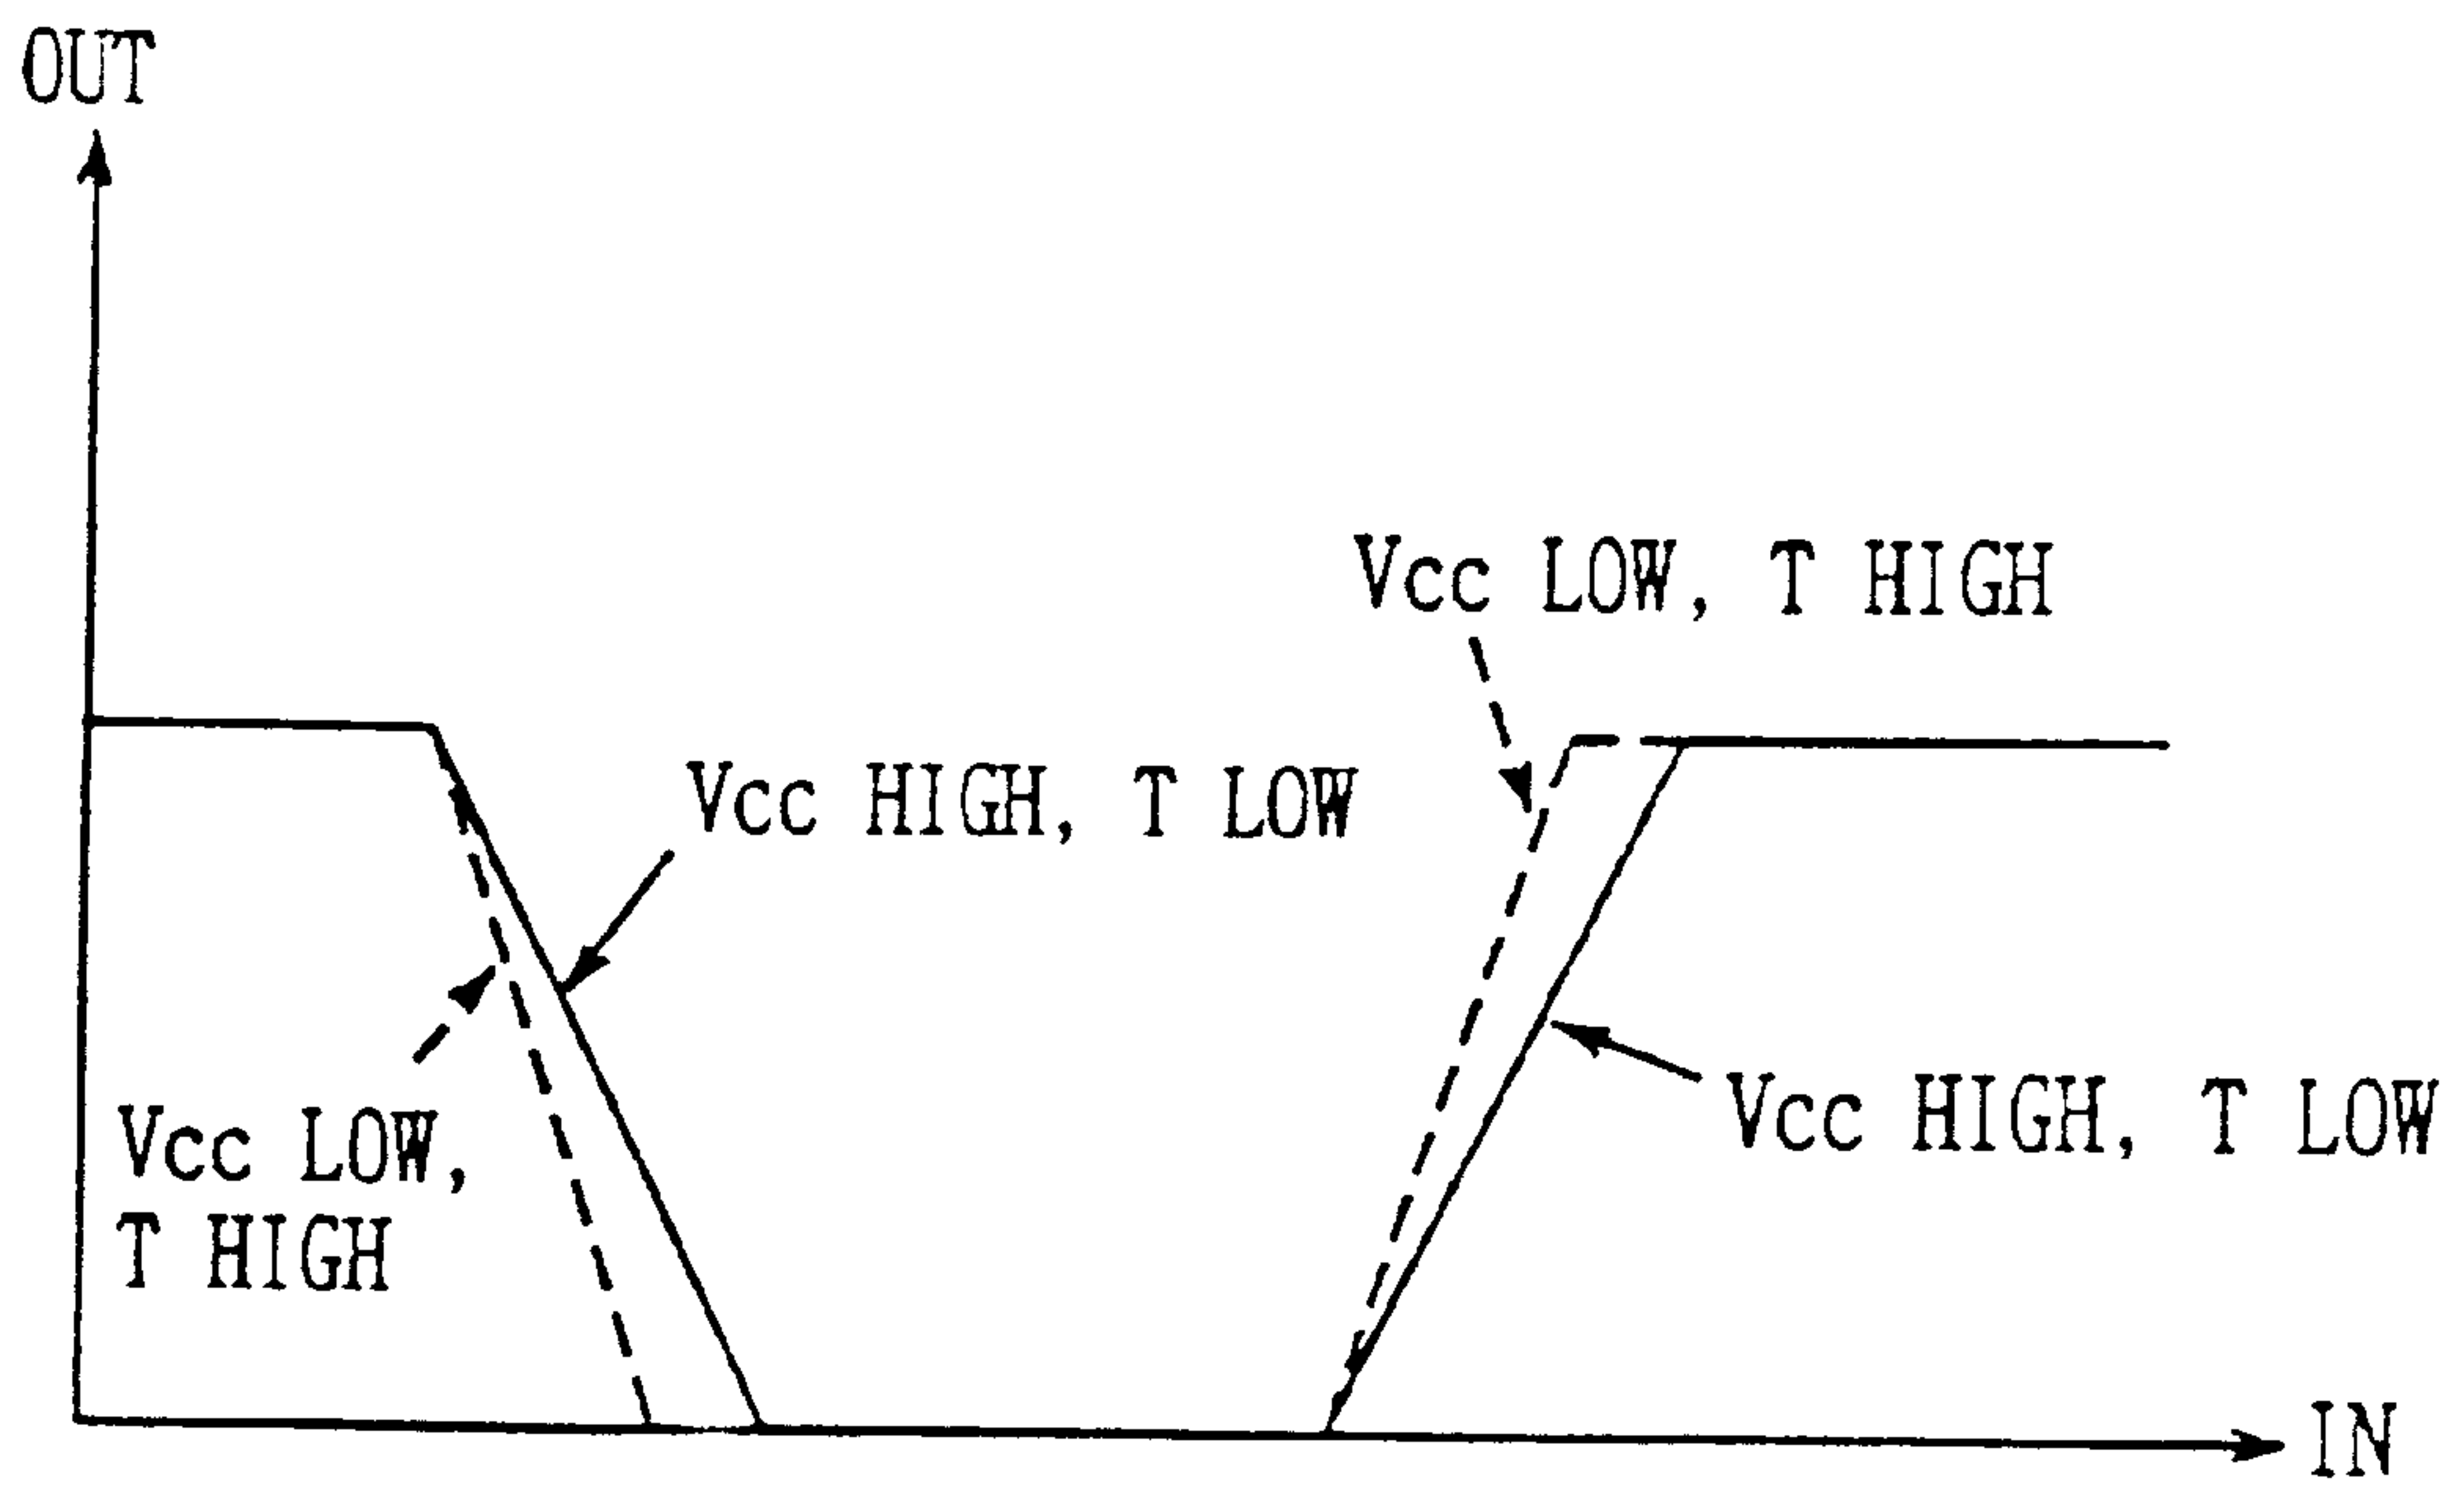 OUT
Vcc LOW, T HIGH
Vcc HIGH, T LOW
Vcc HIGH, T LOW
Vcc LOW,
T HIGH
IN